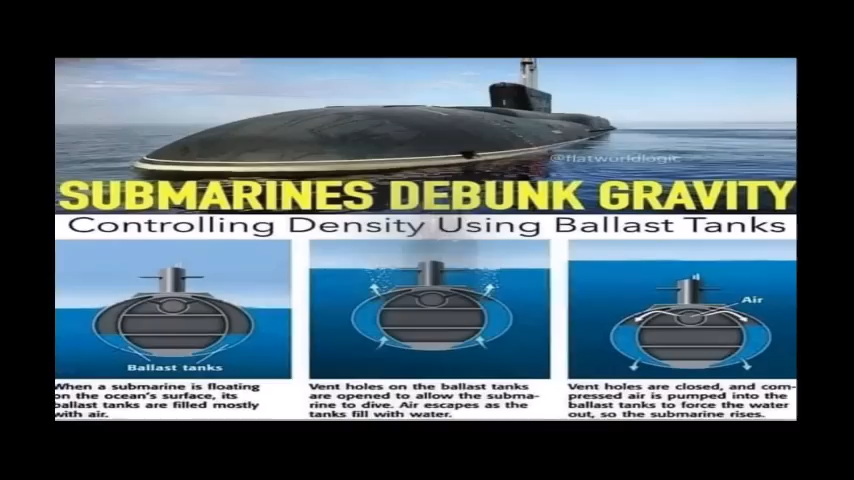 @flatworldlogic
SUBMARINES DEBUNK GRAVITY
Controlling Density Using Ballast Tanks
Air
Ballast tanks
When a submarine is floating
on the ocean's surface, its
ballast tanks are filled mostly
with air.
Vent holes on the ballast tanks
are opened to allow the subma-
rine to dive. Air escapes as the
tanks fill with water.
Vent holes are closed, and com-
pressed air is pumped into the
ballast tanks to force the water
out, so the submarine rises.